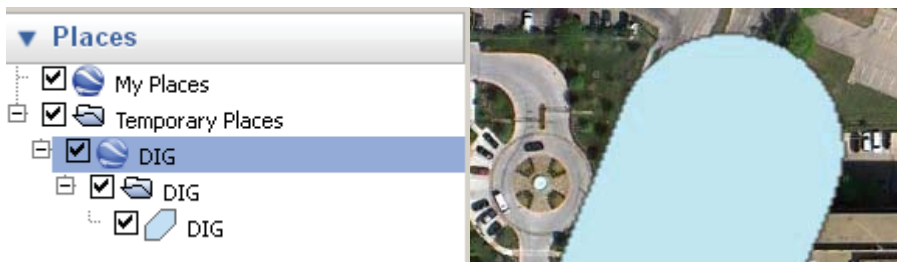 Places
My Places
Temporary Places
DIG
DIG
DIG